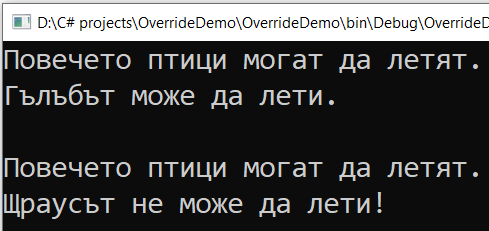 D:\C# projects\OverrideDemo\OverrideDemo\bin\Debug\Override
Повечето птици могат да летят.
Гълъбът може да лети.
Повечето птици могат да летят.
Щраусът не може да лети!